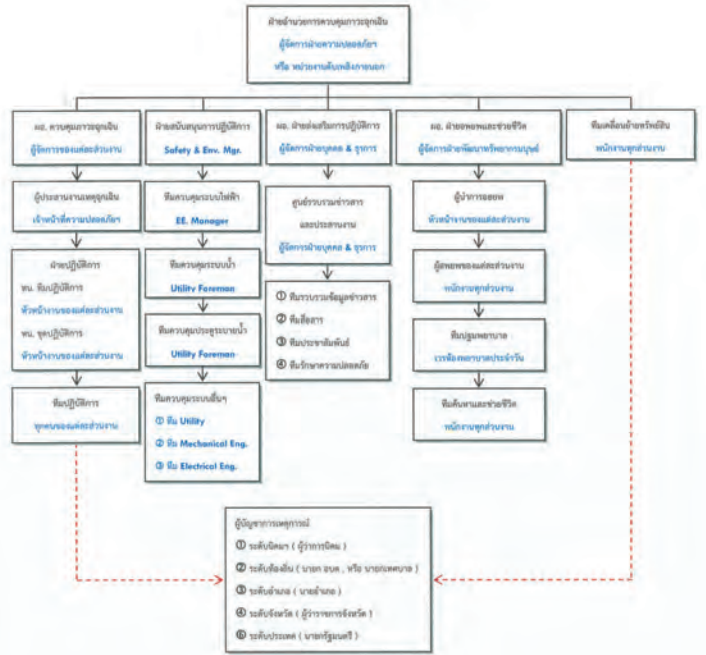 ฝ่ายอำนวยการควบคุมภาวะฉุกเฉิน
ผู้จัดการฝ่ายความปลอดภัยฯ
หรือ หน่วยงานดับเพลิงภายนอก
ผอ. ควบคุมภาวะฉุกเฉิน
ผู้จัดการของแต่ละส่วนงาน
ผู้ประสานงานเหตุฉุกเฉิน
เจ้าหน้าที่ความปลอดภัยฯ
ฝ่ายปฏิบัติการ
หน. ทีมปฏิบัติการ
หัวหน้างานของแต่ละส่วนงาน
หน. ชุดปฏิบัติการ
หัวหน้างานของแต่ละส่วนงาน
ทีมปฏิบัติการ
ทุกคนของแต่ละส่วนงาน
ฝ่ายสนับสนุนการปฏิบัติการ
Safety & Env. Mgr.
ทีมควบคุมระบบไฟฟ้า
EE. Manager
ทีมควบคุมระบบน้ำ
Utility Foreman
ทีมควบคุมประตูระบายน้ำ
Utility Foreman
ทีมควบคุมระบบอื่นๆ
① ทีม Utility
② ทีม Mechanical Eng.
③ ทีม Electrical Eng.
ผอ. ฝ่ายส่งเสริมการปฏิบัติการ
ผู้จัดการฝ่ายบุคคล & ธุรการ
ศูนย์รวบรวมข่าวสาร
และประสานงาน
ผู้จัดการฝ่ายบุคคล & ธุรการ
① ทีมรวบรวมข้อมูลข่าวสาร
② ทีมสื่อสาร
③ ทีมประชาสัมพันธ์
④ ทีมรักษาความปลอดภัย
ผอ. ฝ่ายอพยพและช่วยชีวิต
ผู้จัดการฝ่ายพัฒนาทรัพยากรมนุษย์
ผู้นำการอพยพ
หัวหน้างานของแต่ละส่วนงาน
ผู้อพยพของแต่ละส่วนงาน
พนักงานทุกส่วนงาน
ทีมปฐมพยาบาล
เวรห้องพยาบาลประจำวัน
ทีมค้นหาและช่วยชีวิต
พนักงานทุกส่วนงาน
ทีมเคลื่อนย้ายทรัพย์สิน
พนักงานทุกส่วนงาน
ผู้บัญชาการเหตุการณ์
① ระดับนิคมฯ ( ผู้ว่าการนิคม )
② ระดับท้องถิ่น ( นายก อบต , หรือ นายกเทศบาล )
③ ระดับอำเภอ ( นายอำเภอ )
④ ระดับจังหวัด ( ผู้ว่าราชการจังหวัด )
⑤ ระดับประเทศ ( นายกรัฐมนตรี )